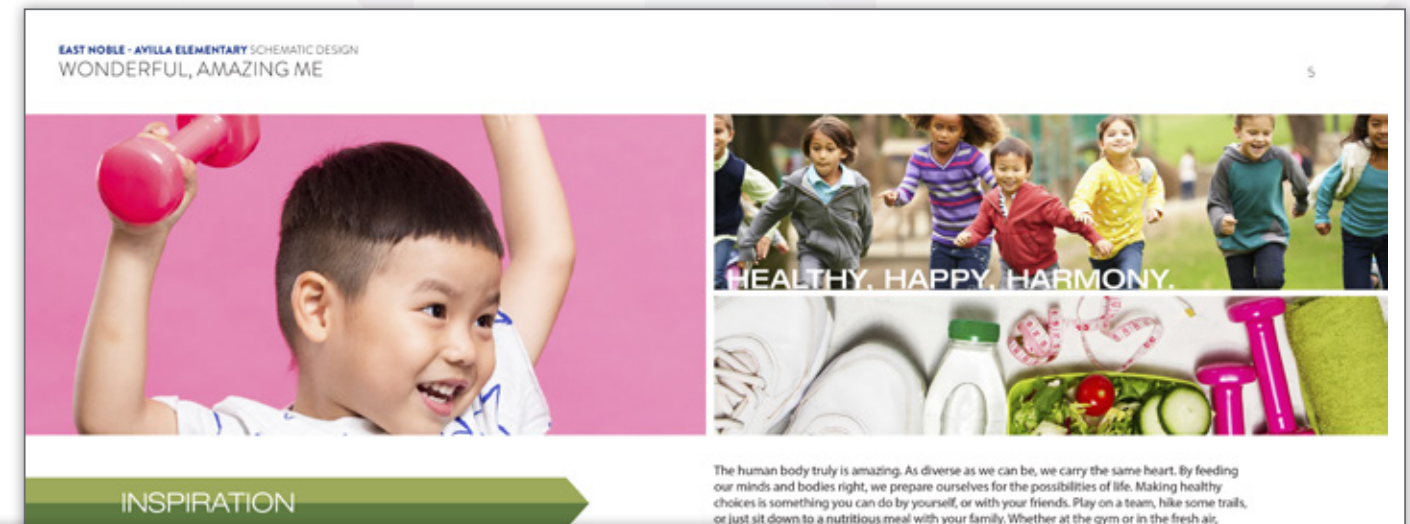 EAST NOBLE - AVILLA ELEMENTARY SCHEMATIC DESIGN
WONDERFUL, AMAZING ME
5
HEALTHY, HAPPY, HARMONY.
INSPIRATION
The human body truly is amazing. As diverse as we can be, we carry the same heart. By feeding
our minds and bodies right, we prepare ourselves for the possibilities of life. Making healthy
choices is something you can do by yourself, or with your friends. Play on a team, hike some trails,
or just sit down to a nutritious meal with your family. Whether at the gym or in the fresh air,